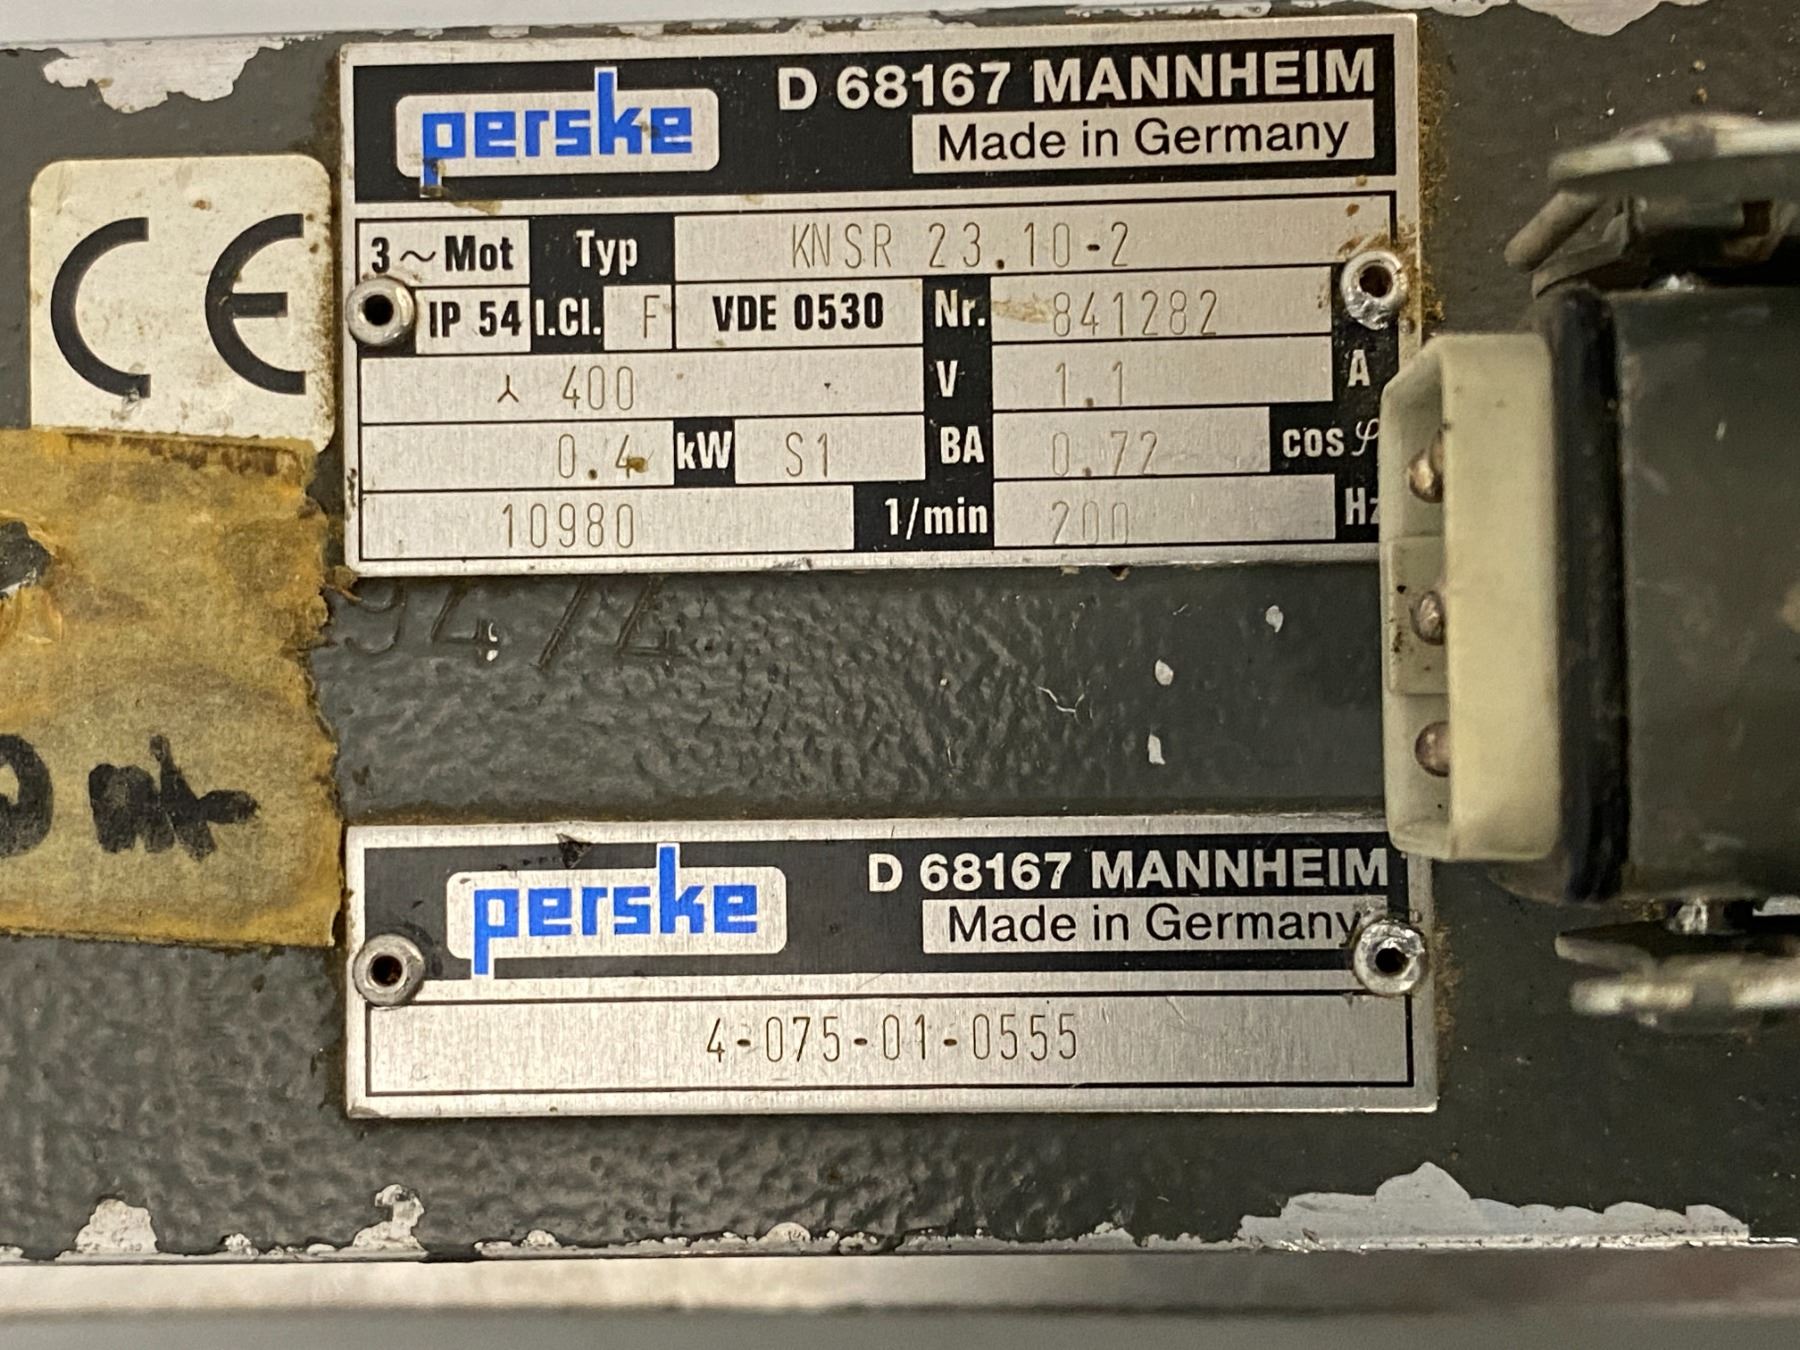 perske
D 68167 MANNHEIM
Made in Germany
CE
3~Mot Typ KNSR 23.10-2
IP 54 I.Cl. F VDE 0530 Nr. 841282
⅄ 400 V 1.1 A
0.4 kW S1 BA 0.72 cos φ
10980 1/min 200 Hz
94/4
perske
D 68167 MANNHEIM
Made in Germany
4-075-01-0555